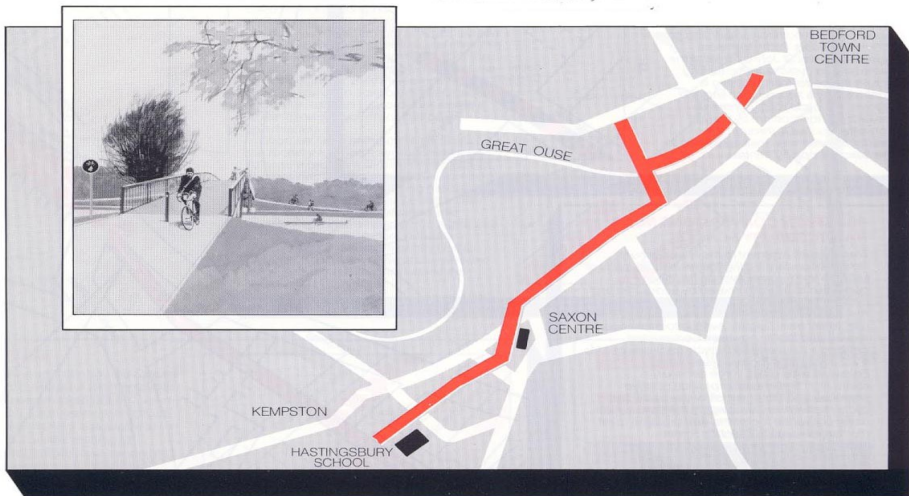 BEDFORD
TOWN
CENTRE
GREAT OUSE
SAXON
CENTRE
KEMPSTON
HASTINGSBURY
SCHOOL